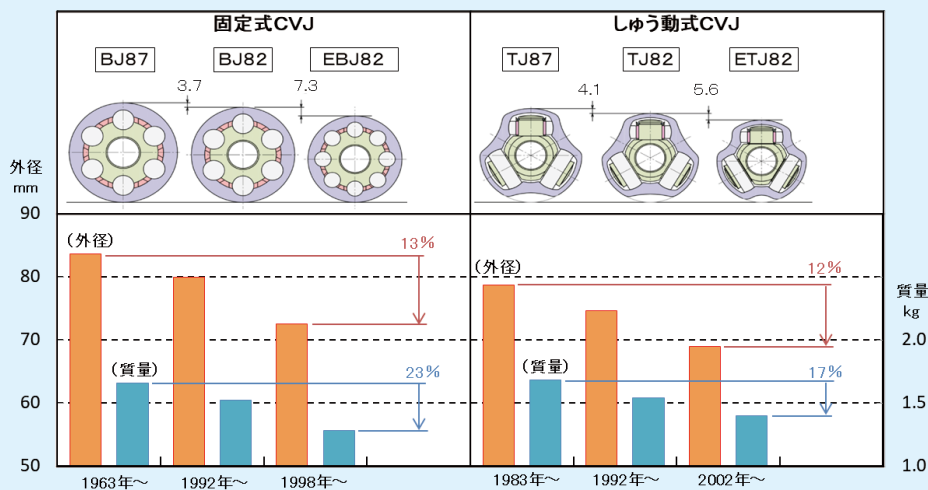 固定式CVJ
しゅう動式CVJ
BJ87
BJ82
EBJ82
TJ87
TJ82
ETJ82
3.7
7.3
4.1
5.6
外径
mm
90
80
70
60
50
(外径)
13%
(質量)
23%
(外径)
12%
(質量)
17%
質量
kg
2.0
1.5
1.0
1963年~
1992年~
1998年~
1983年~
1992年~
2002年~